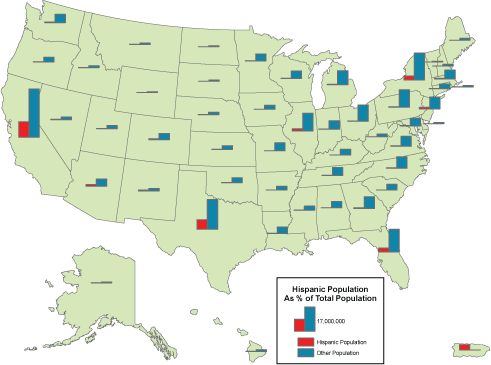 Hispanic Population
As % of Total Population
17,000,000
Hispanic Population
Other Population